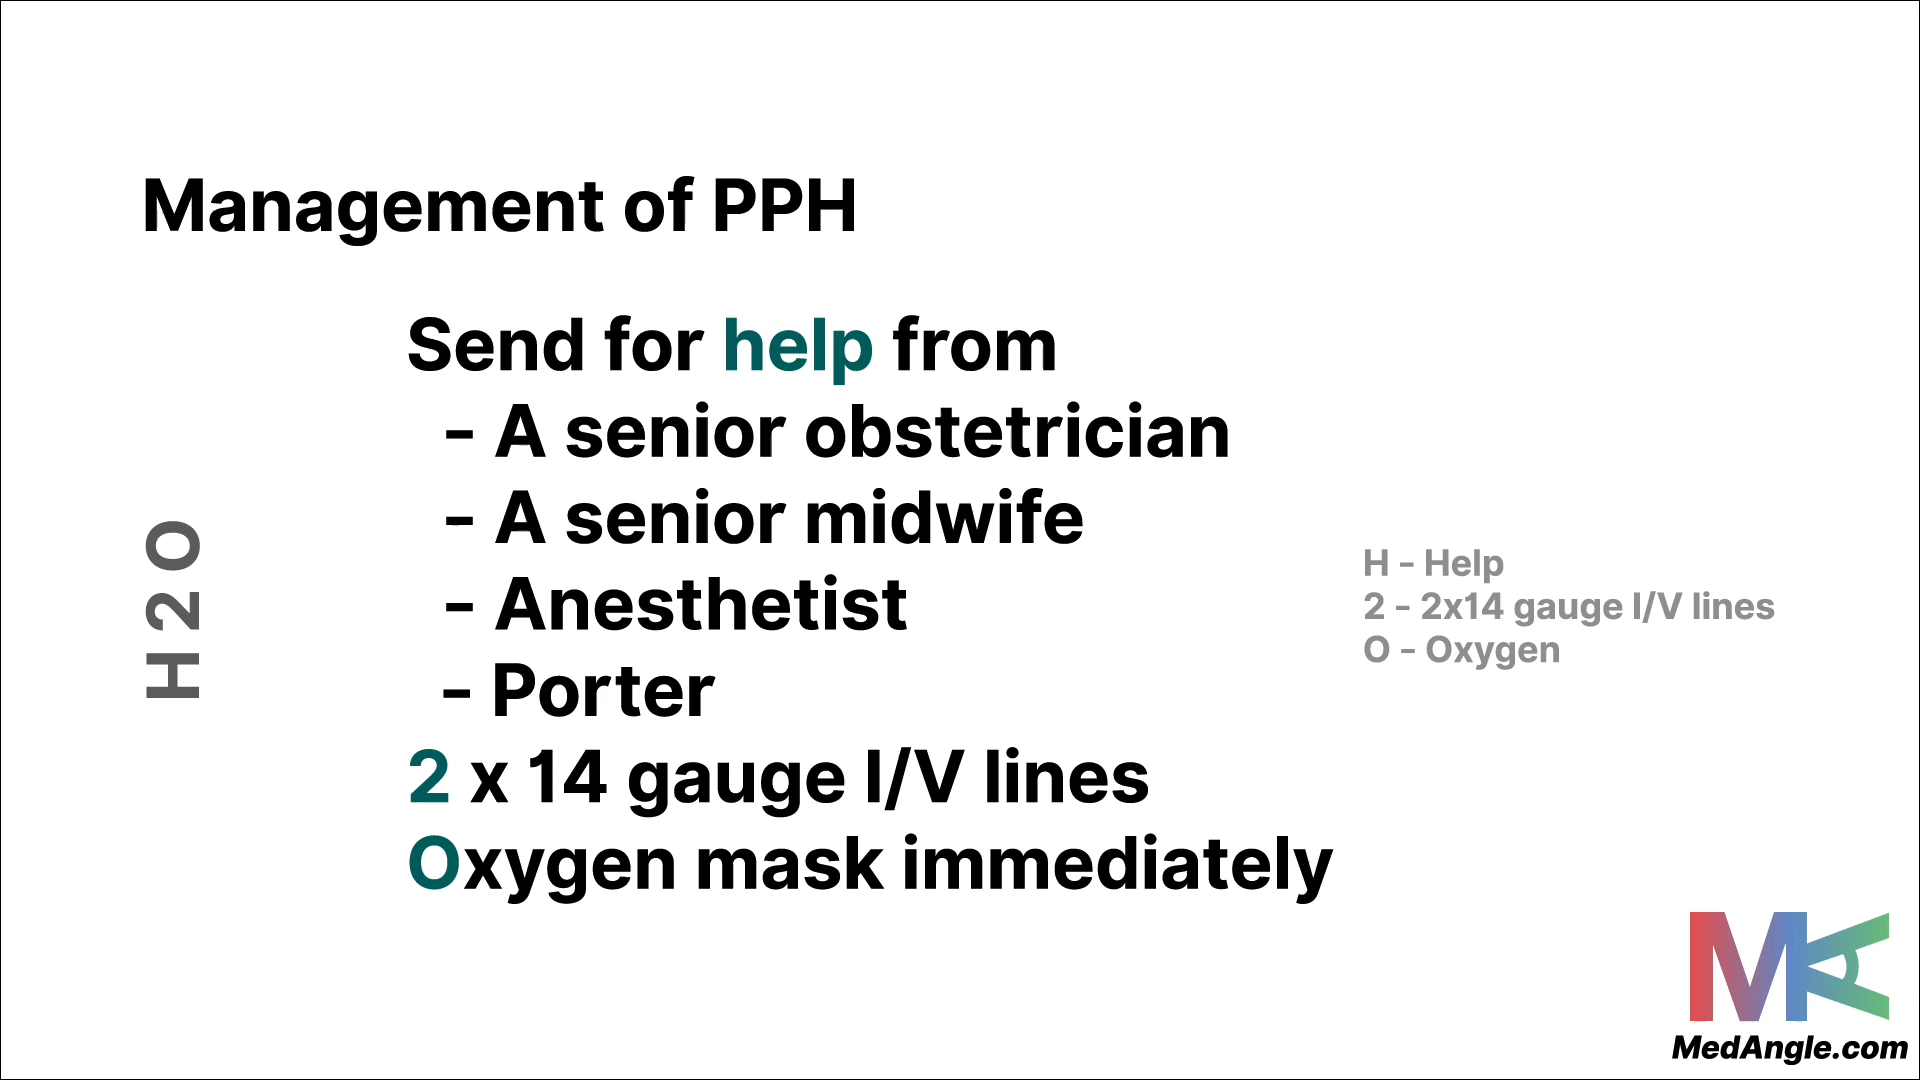 Management of PPH
Send for help from
- A senior obstetrician
- A senior midwife
- Anesthetist
- Porter
2 x 14 gauge I/V lines
Oxygen mask immediately
H2O
H - Help
2 - 2x14 gauge I/V lines
O - Oxygen
MA
MedAngle.com